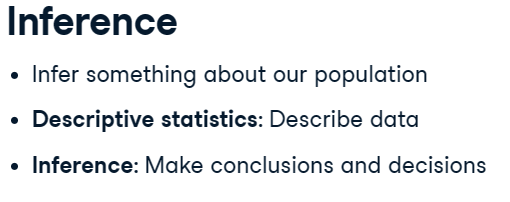 Inference
• Infer something about our population
• Descriptive statistics: Describe data
• Inference: Make conclusions and decisions